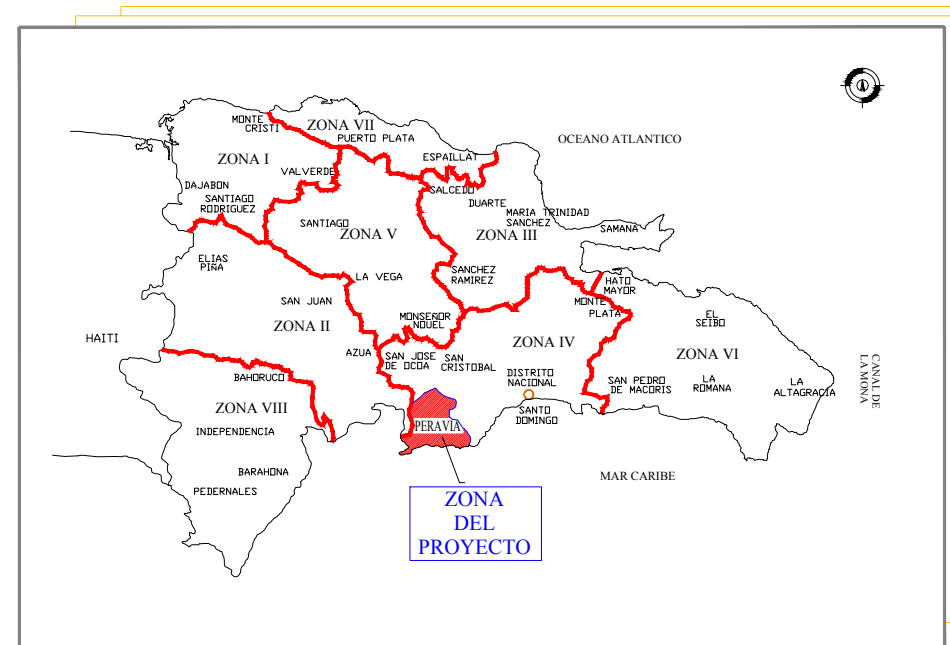 MONTE
CRISTI
ZONA VII
PUERTO PLATA
OCEANO ATLANTICO
ZONA I
VALVERDE
ESPAILLAT
DAJABON
SANTIAGO
RODRIGUEZ
SALCEDO
DUARTE
MARIA TRINIDAD
SANCHEZ
SAMANA
SANTIAGO
ZONA V
ZONA III
ELIAS
PIÑA
LA VEGA
SANCHEZ
RAMIREZ
HATO
MAYOR
SAN JUAN
MONTE
PLATA
MONSEÑOR
NOUEL
ZONA II
EL
SEIBO
HAITI
ZONA IV
AZUA
SAN JOSE
DE OCOA
SAN
CRISTOBAL
ZONA VI
CANAL DE
LA MONA
BAHORUCO
DISTRITO
NACIONAL
SAN PEDRO
DE MACORIS
LA
ROMANA
LA
ALTAGRACIA
ZONA VIII
SANTO
DOMINGO
PERAVIA
INDEPENDENCIA
BARAHONA
MAR CARIBE
PEDERNALES
ZONA
DEL
PROYECTO